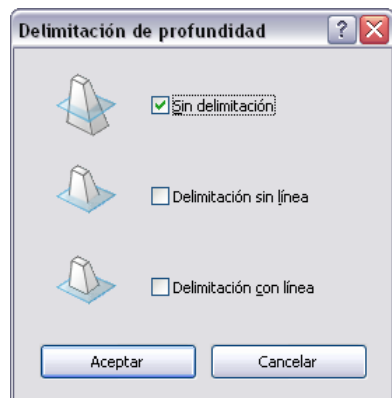 Delimitación de profundidad
Sin delimitación
Delimitación sin línea
Delimitación con línea
Aceptar
Cancelar